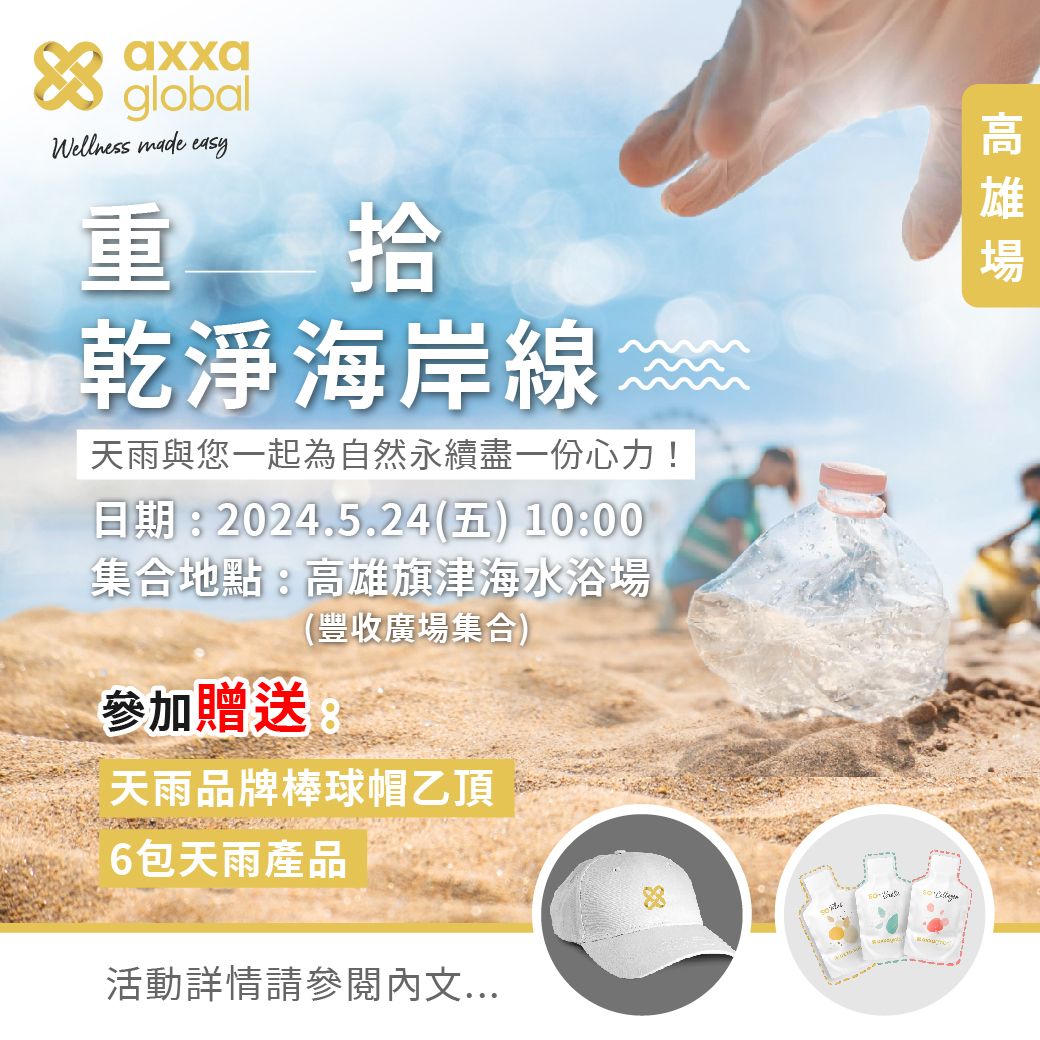 axxa
global
Wellness made easy
高雄場
重 拾
乾淨海岸線
天雨與您一起為自然永續盡一份心力！
日期：2024.5.24(五) 10:00
集合地點：高雄旗津海水浴場
(豐收廣場集合)
參加贈送：
天雨品牌棒球帽乙頂
6包天雨產品
活動詳情請參閱內文...